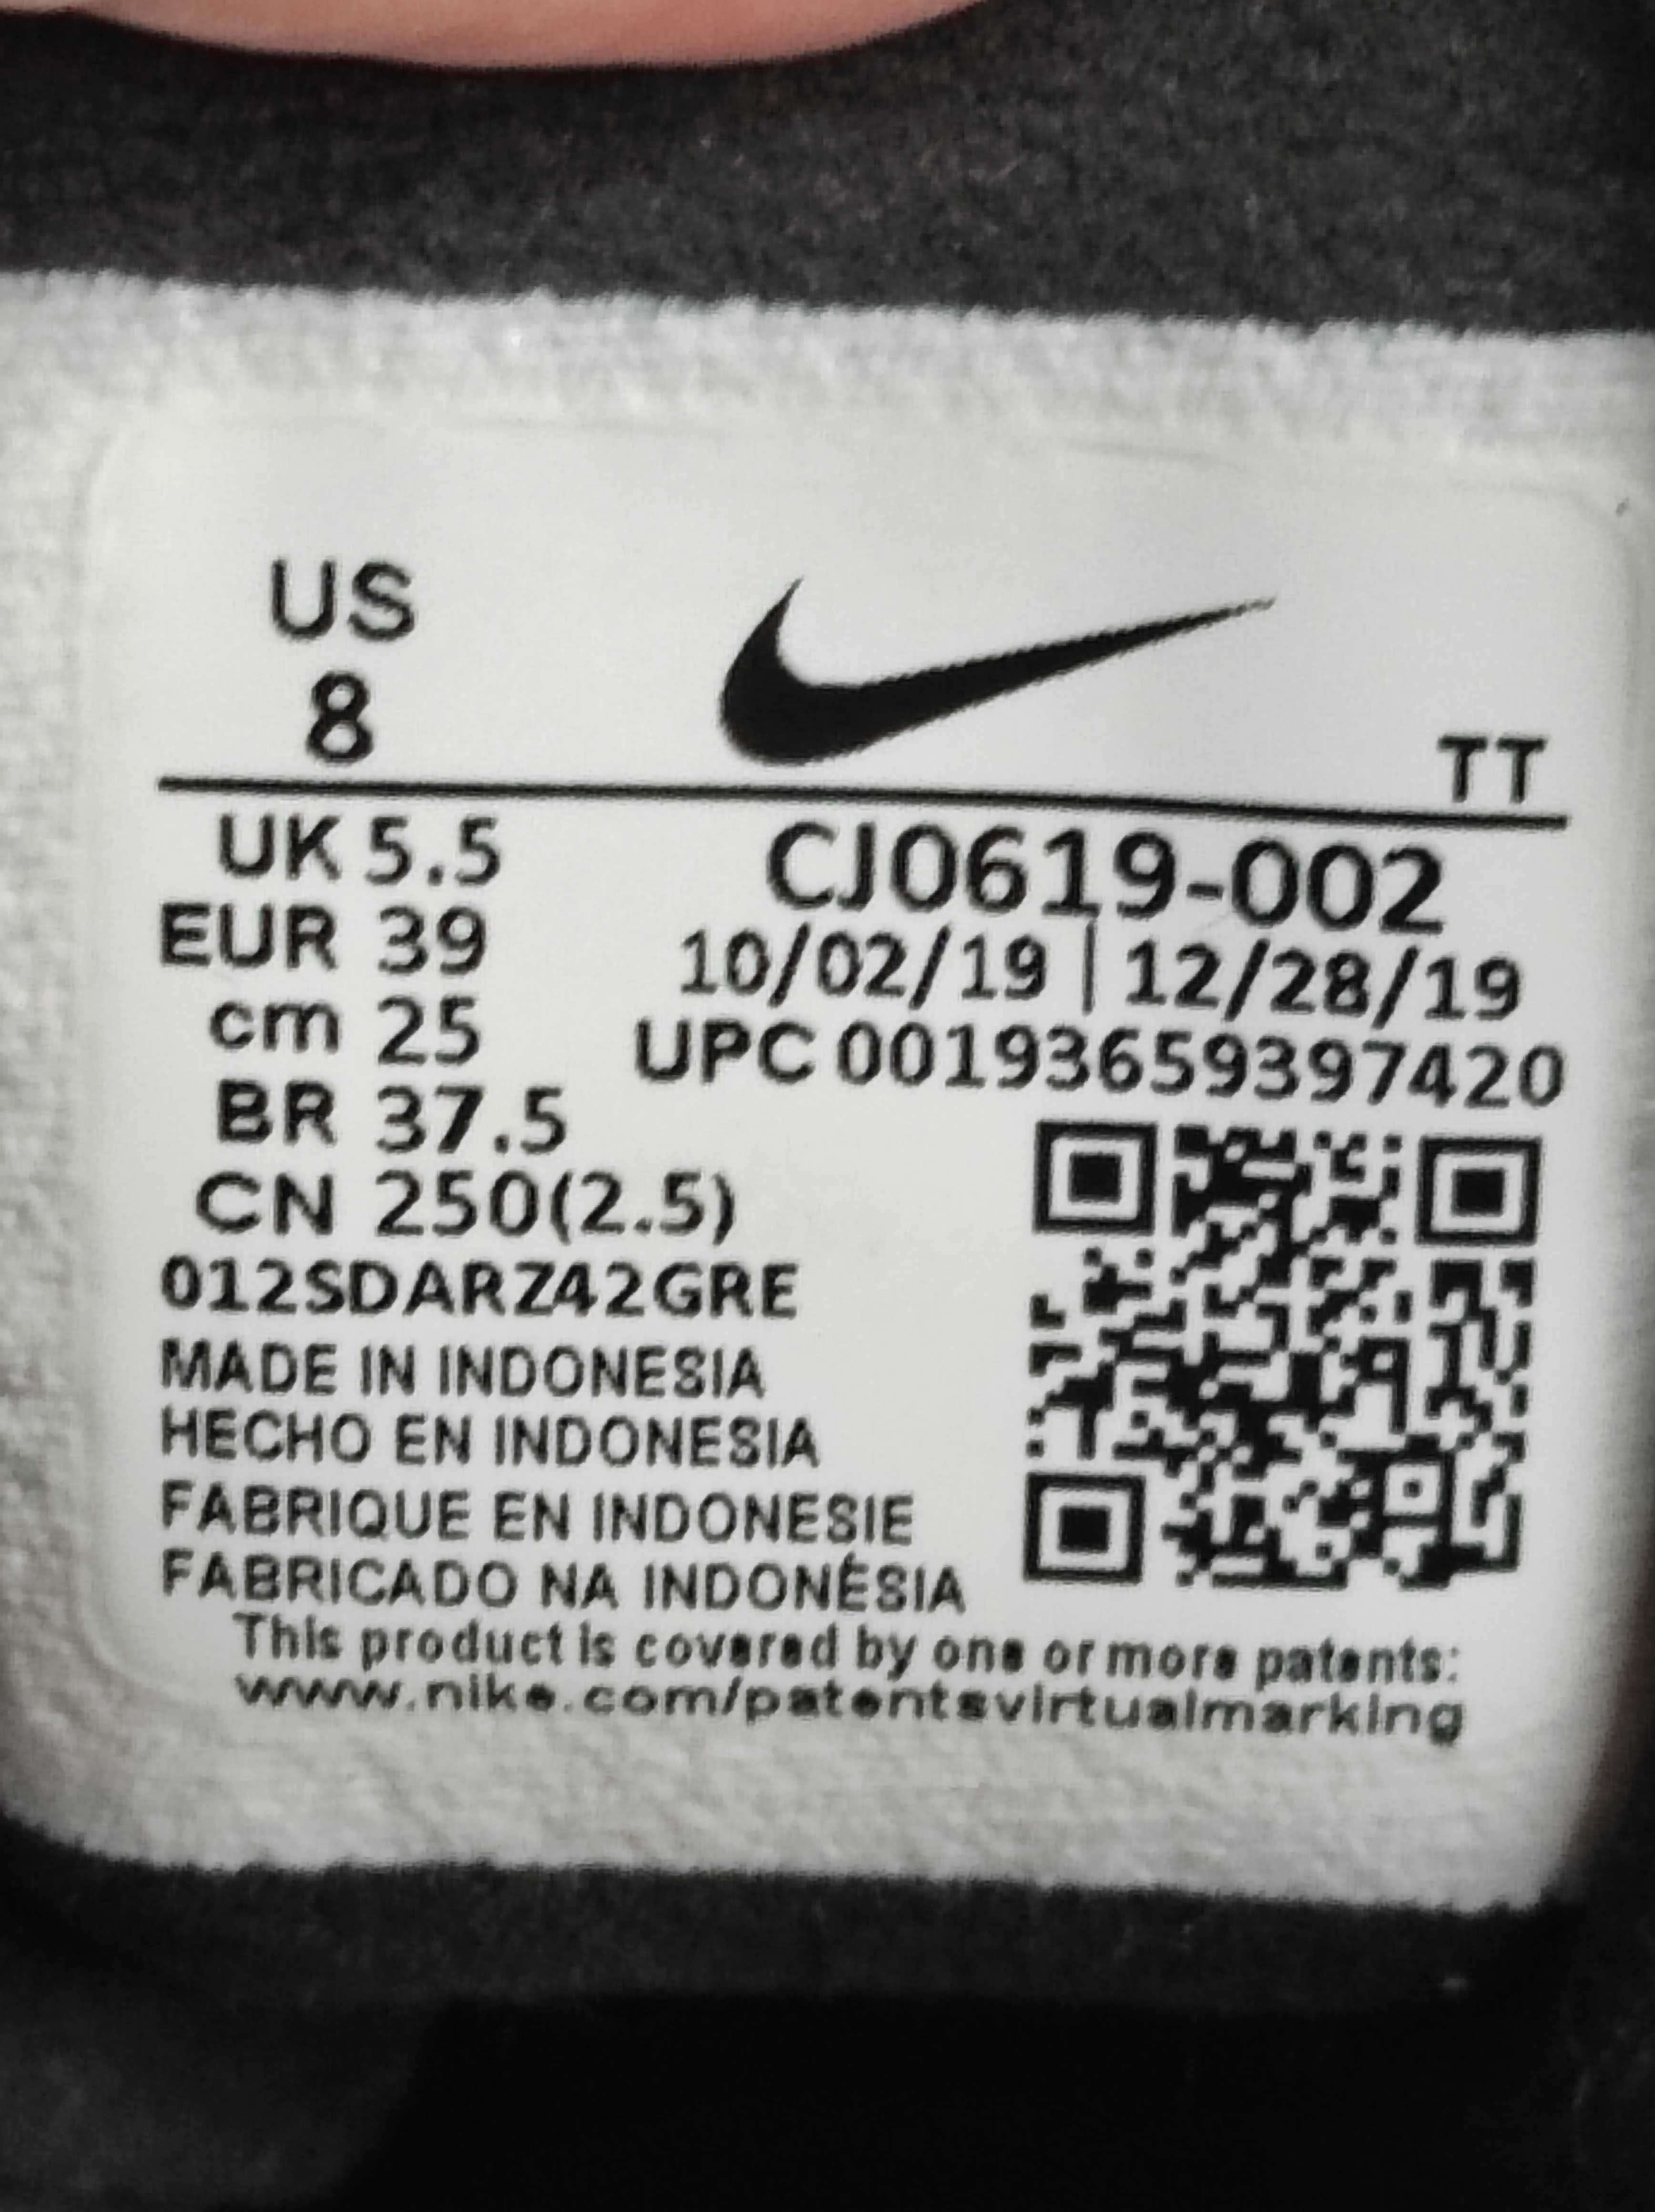 US
8
TT
UK 5.5
EUR 39
cm 25
BR 37.5
CN 250(2.5)
CJ0619-002
10/02/19 | 12/28/19
UPC 00193659397420
012SDARZ42GRE
MADE IN INDONESIA
HECHO EN INDONESIA
FABRIQUE EN INDONESIE
FABRICADO NA INDONÉSIA
This product is covered by one or more patents:
www.nike.com/patentsvirtualmarking